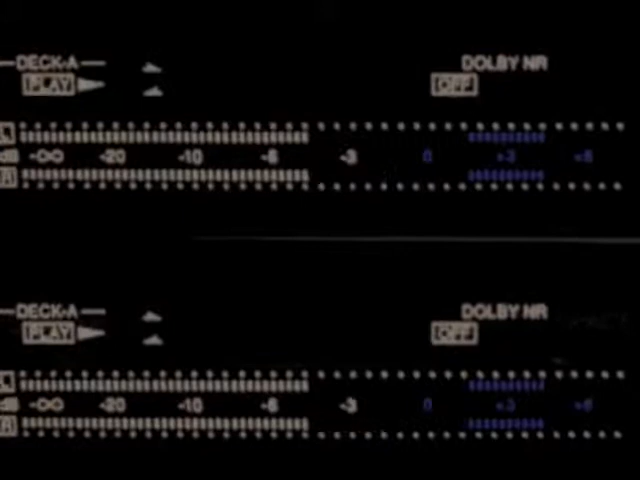 DECK-A DOLBY NR
PLAY OFF
L
dB -∞ -20 -10 -6 -3 0 +3 +6
R
DECK-A DOLBY NR
PLAY OFF
L
dB -∞ -20 -10 -6 -3 0 +3 +6
R